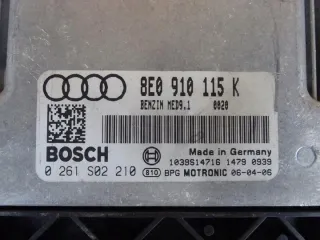 8E0 910 115 K
BENZIN MED9.1 0020
BOSCH
Made in Germany
1039S14716 1479 0939
0 261 S02 210
810 BPG MOTRONIC 06-04-06